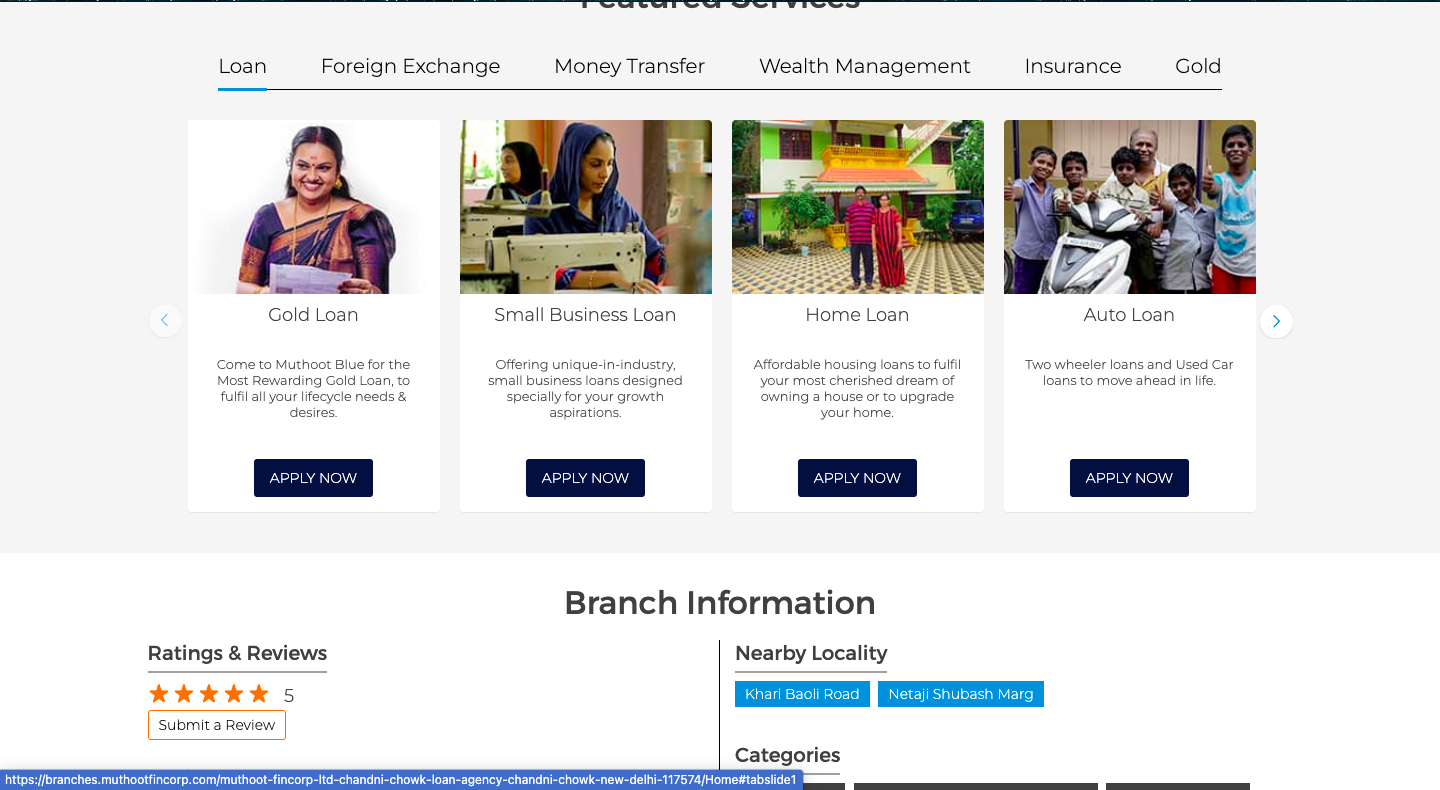 Featured Services
Loan Foreign Exchange Money Transfer Wealth Management Insurance Gold
Gold Loan
Come to Muthoot Blue for the
Most Rewarding Gold Loan, to
fulfil all your lifecycle needs &
desires.
APPLY NOW
Small Business Loan
Offering unique-in-industry,
small business loans designed
specially for your growth
aspirations.
APPLY NOW
Home Loan
Affordable housing loans to fulfil
your most cherished dream of
owning a house or to upgrade
your home.
APPLY NOW
Auto Loan
Two wheeler loans and Used Car
loans to move ahead in life.
APPLY NOW
Branch Information
Ratings & Reviews
5
Submit a Review
Nearby Locality
Khari Baoli Road Netaji Shubash Marg
Categories
https://branches.muthootfincorp.com/muthoot-fincorp-ltd-chandni-chowk-loan-agency-chandni-chowk-new-delhi-117574/Home#tabslide1